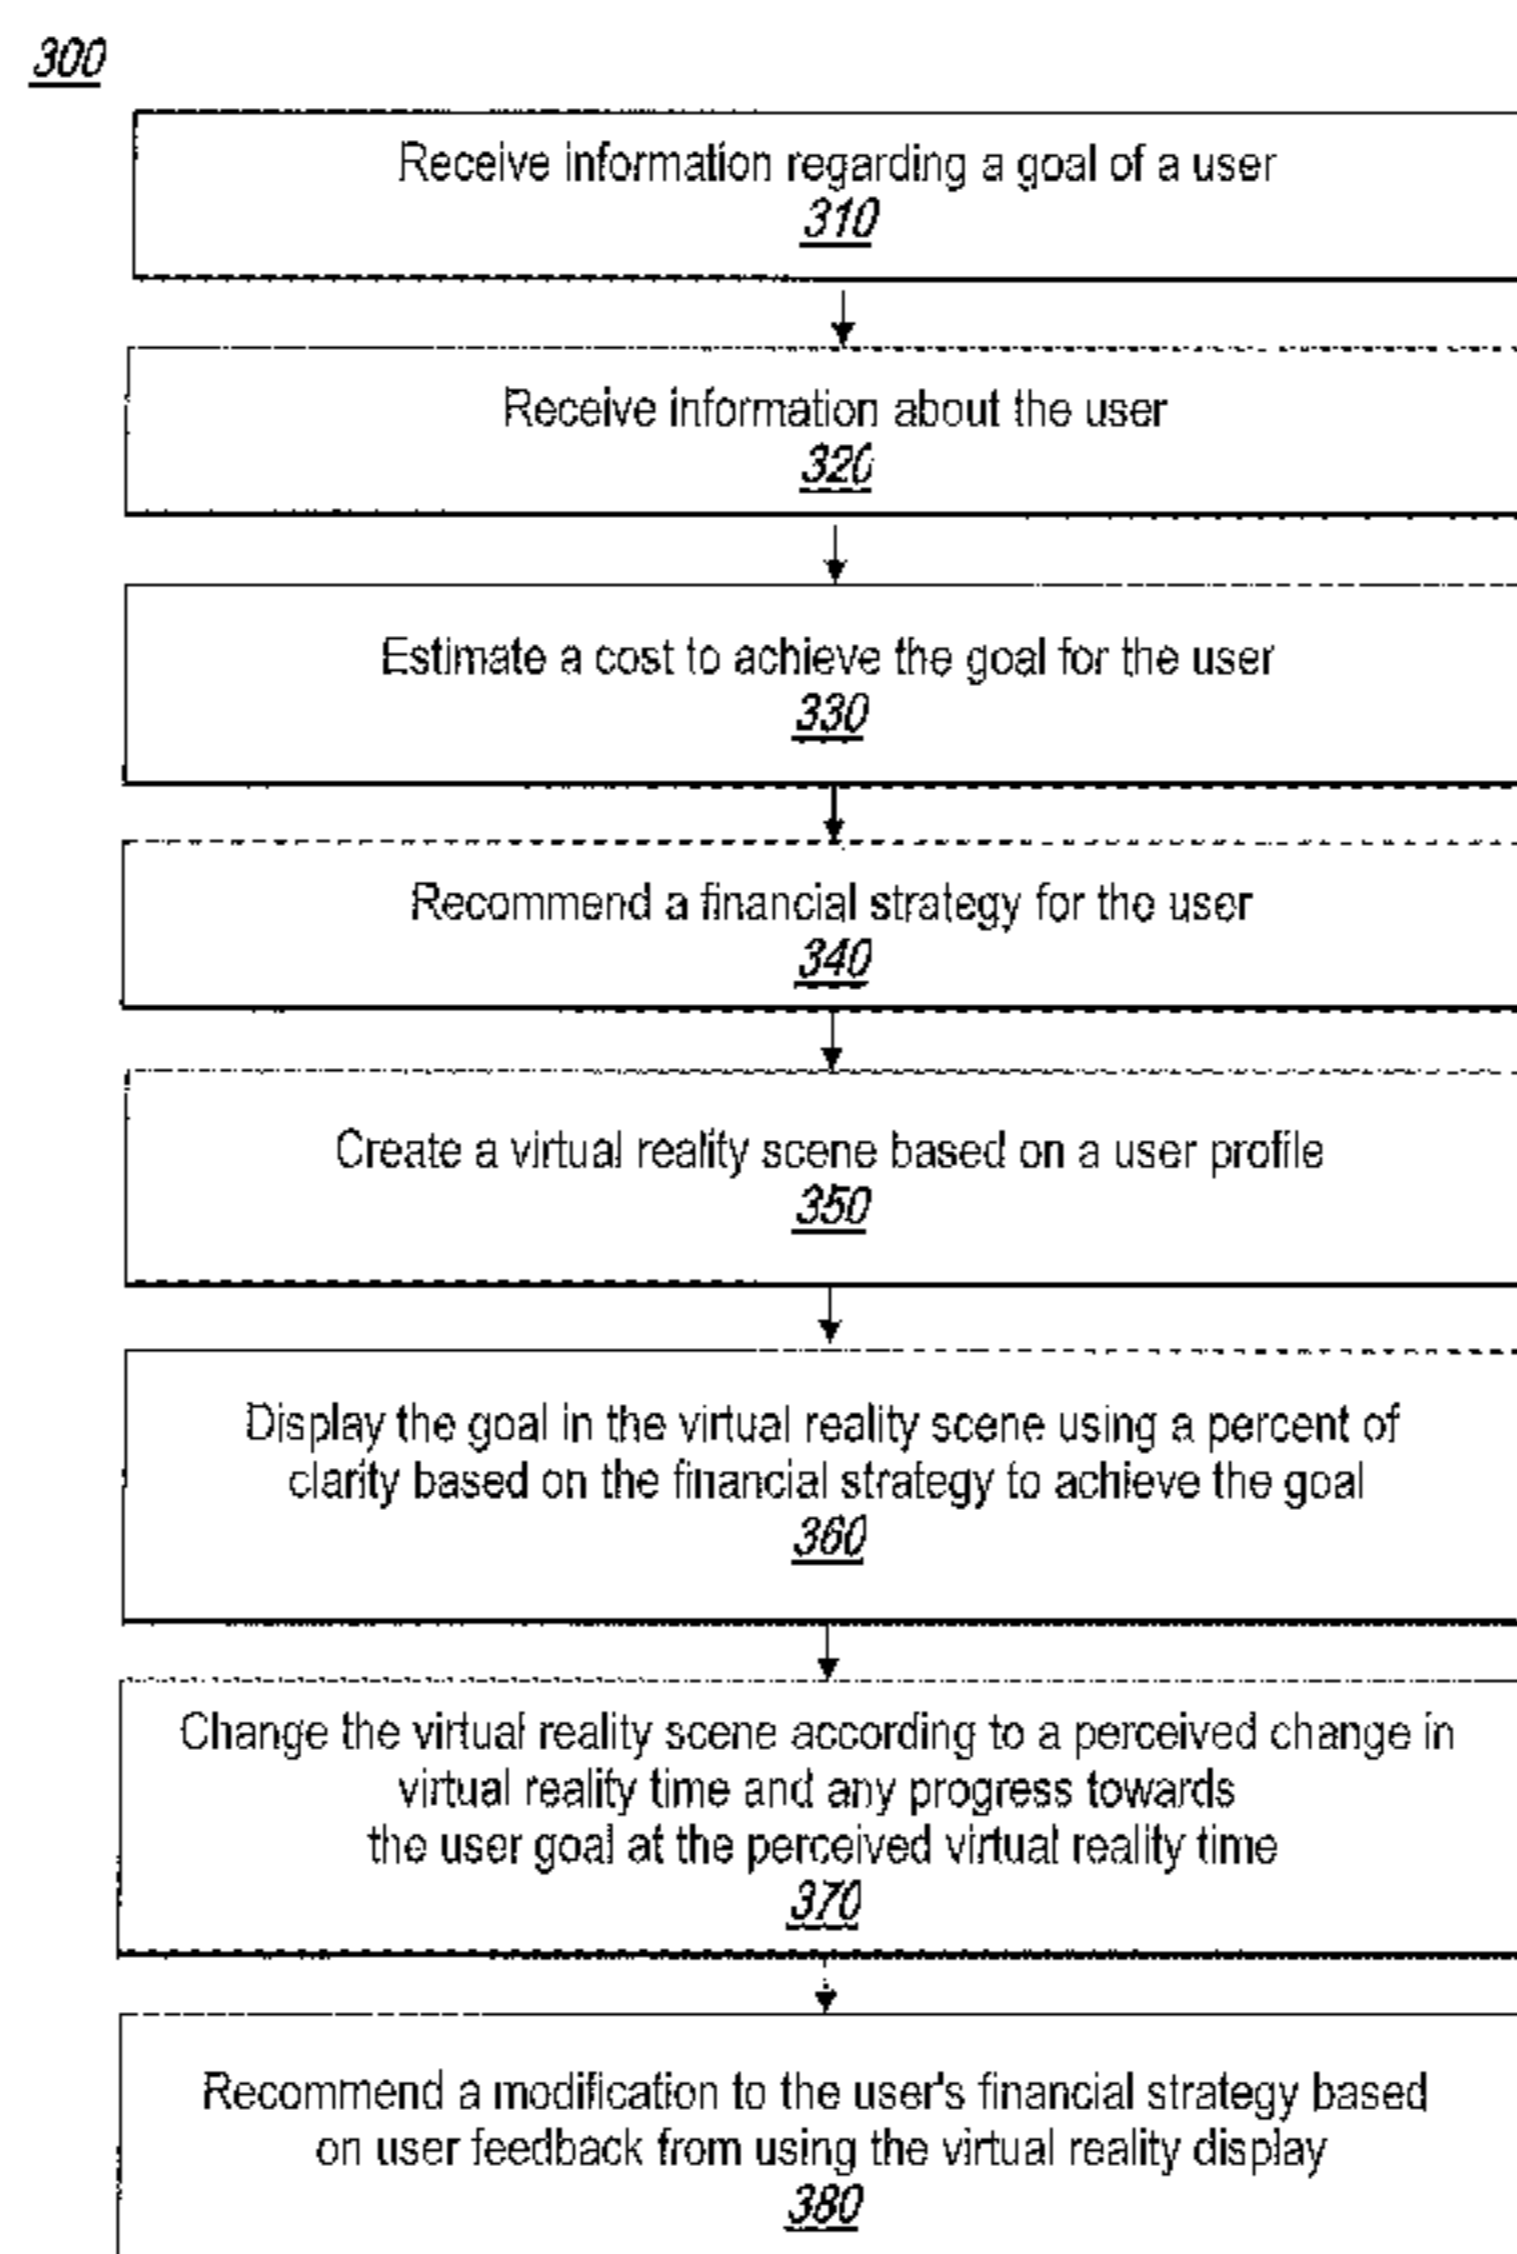 300
Receive information regarding a goal of a user
310
Receive information about the user
320
Estimate a cost to achieve the goal for the user
330
Recommend a financial strategy for the user
340
Create a virtual reality scene based on a user profile
350
Display the goal in the virtual reality scene using a percent of
clarity based on the financial strategy to achieve the goal
360
Change the virtual reality scene according to a perceived change in
virtual reality time and any progress towards
the user goal at the perceived virtual reality time
370
Recommend a modification to the user's financial strategy based
on user feedback from using the virtual reality display
380